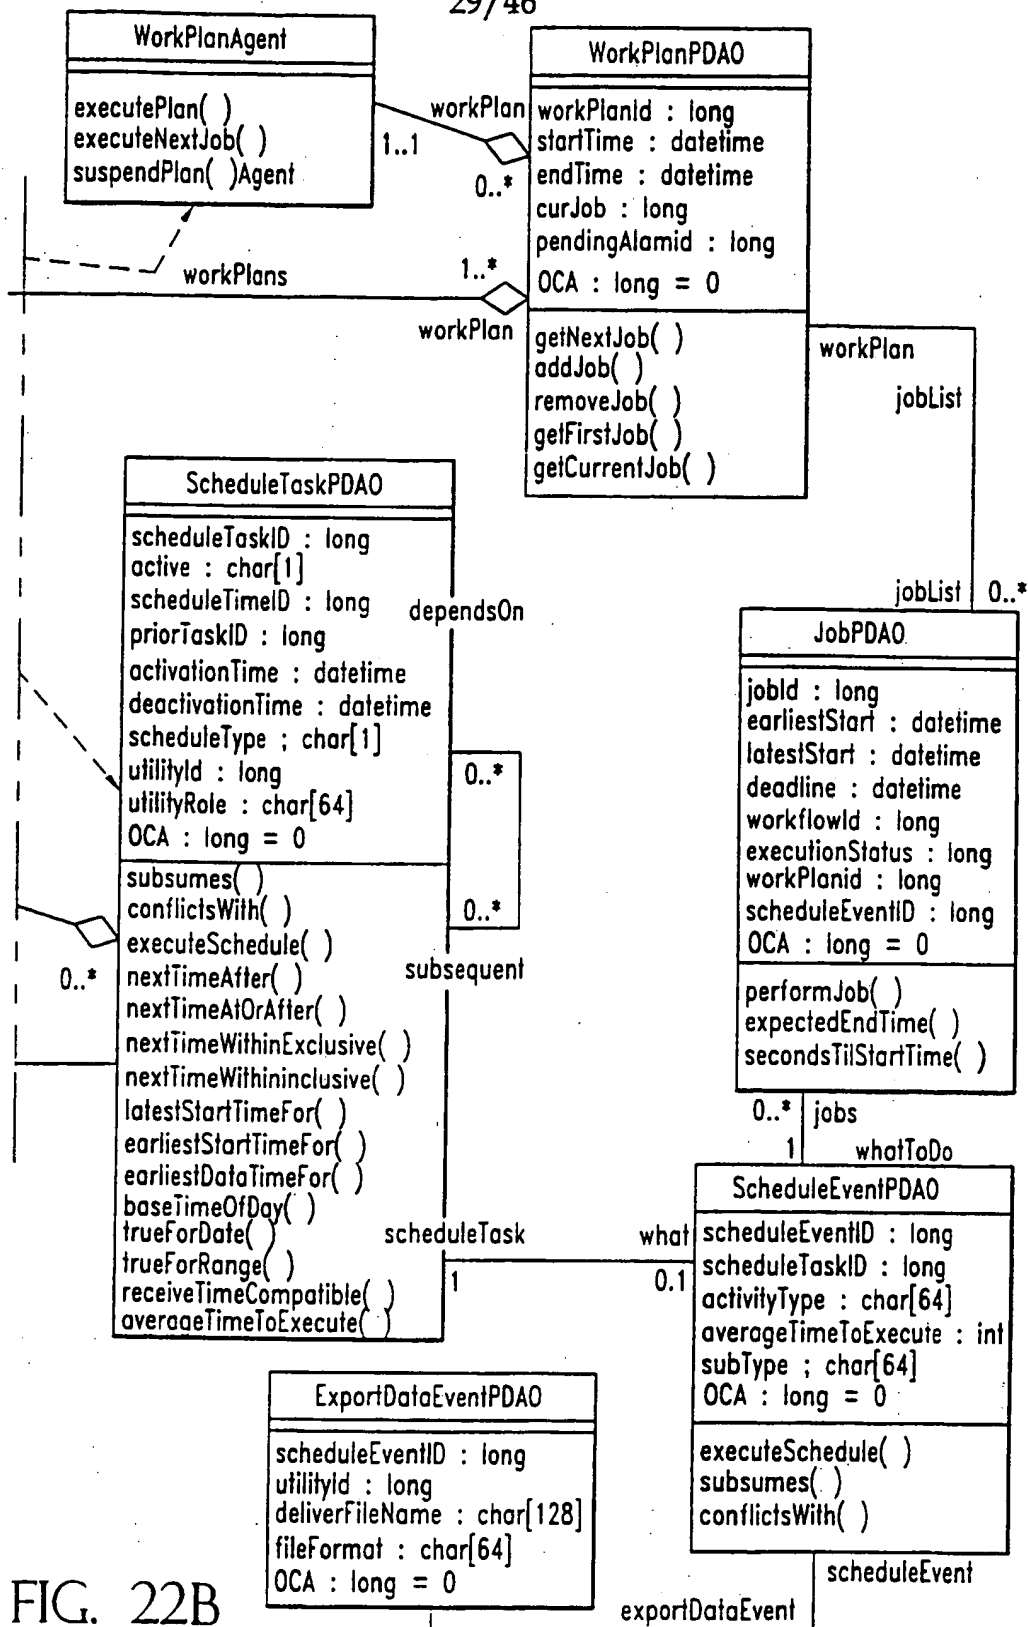 29/46
WorkPlanAgent
executePlan( )
executeNextJob( )
suspendPlan( )Agent
workPlan
1..1
0..*
WorkPlanPDAO
workPlanId : long
startTime : datetime
endTime : datetime
curJob : long
pendingAlamid : long
OCA : long = 0
getNextJob( )
addJob( )
removeJob( )
getFirstJob( )
getCurrentJob( )
workPlans
1..*
workPlan
workPlan
jobList
ScheduleTaskPDAO
scheduleTaskID : long
active : char[1]
scheduleTimeID : long
priorTaskID : long
activationTime : datetime
deactivationTime : datetime
scheduleType ; char[1]
utilityId : long
utilityRole : char[64]
OCA : long = 0
subsumes( )
conflictsWith( )
executeSchedule( )
nextTimeAfter( )
nextTimeAtOrAfter( )
nextTimeWithinExclusive( )
nextTimeWithininclusive( )
latestStartTimeFor( )
earliestStartTimeFor( )
earliestDataTimeFor( )
baseTimeOfDay( )
trueForDate( )
trueForRange( )
receiveTimeCompatible( )
averageTimeToExecute( )
0..*
dependsOn
0..*
0..*
subsequent
jobList
0..*
JobPDAO
jobId : long
earliestStart : datetime
latestStart : datetime
deadline : datetime
workflowId : long
executionStatus : long
workPlanid : long
scheduleEventID : long
OCA : long = 0
performJob( )
expectedEndTime( )
secondsTilStartTime( )
0..*
jobs
1
whatToDo
scheduleTask
1
what
0.1
ScheduleEventPDAO
scheduleEventID : long
scheduleTaskID : long
activityType : char[64]
averageTimeToExecute : int
subType ; char[64]
OCA : long = 0
executeSchedule( )
subsumes( )
conflictsWith( )
ExportDataEventPDAO
scheduleEventID : long
utilityId : long
deliverFileName : char[128]
fileFormat : char[64]
OCA : long = 0
scheduleEvent
exportDataEvent
FIG. 22B